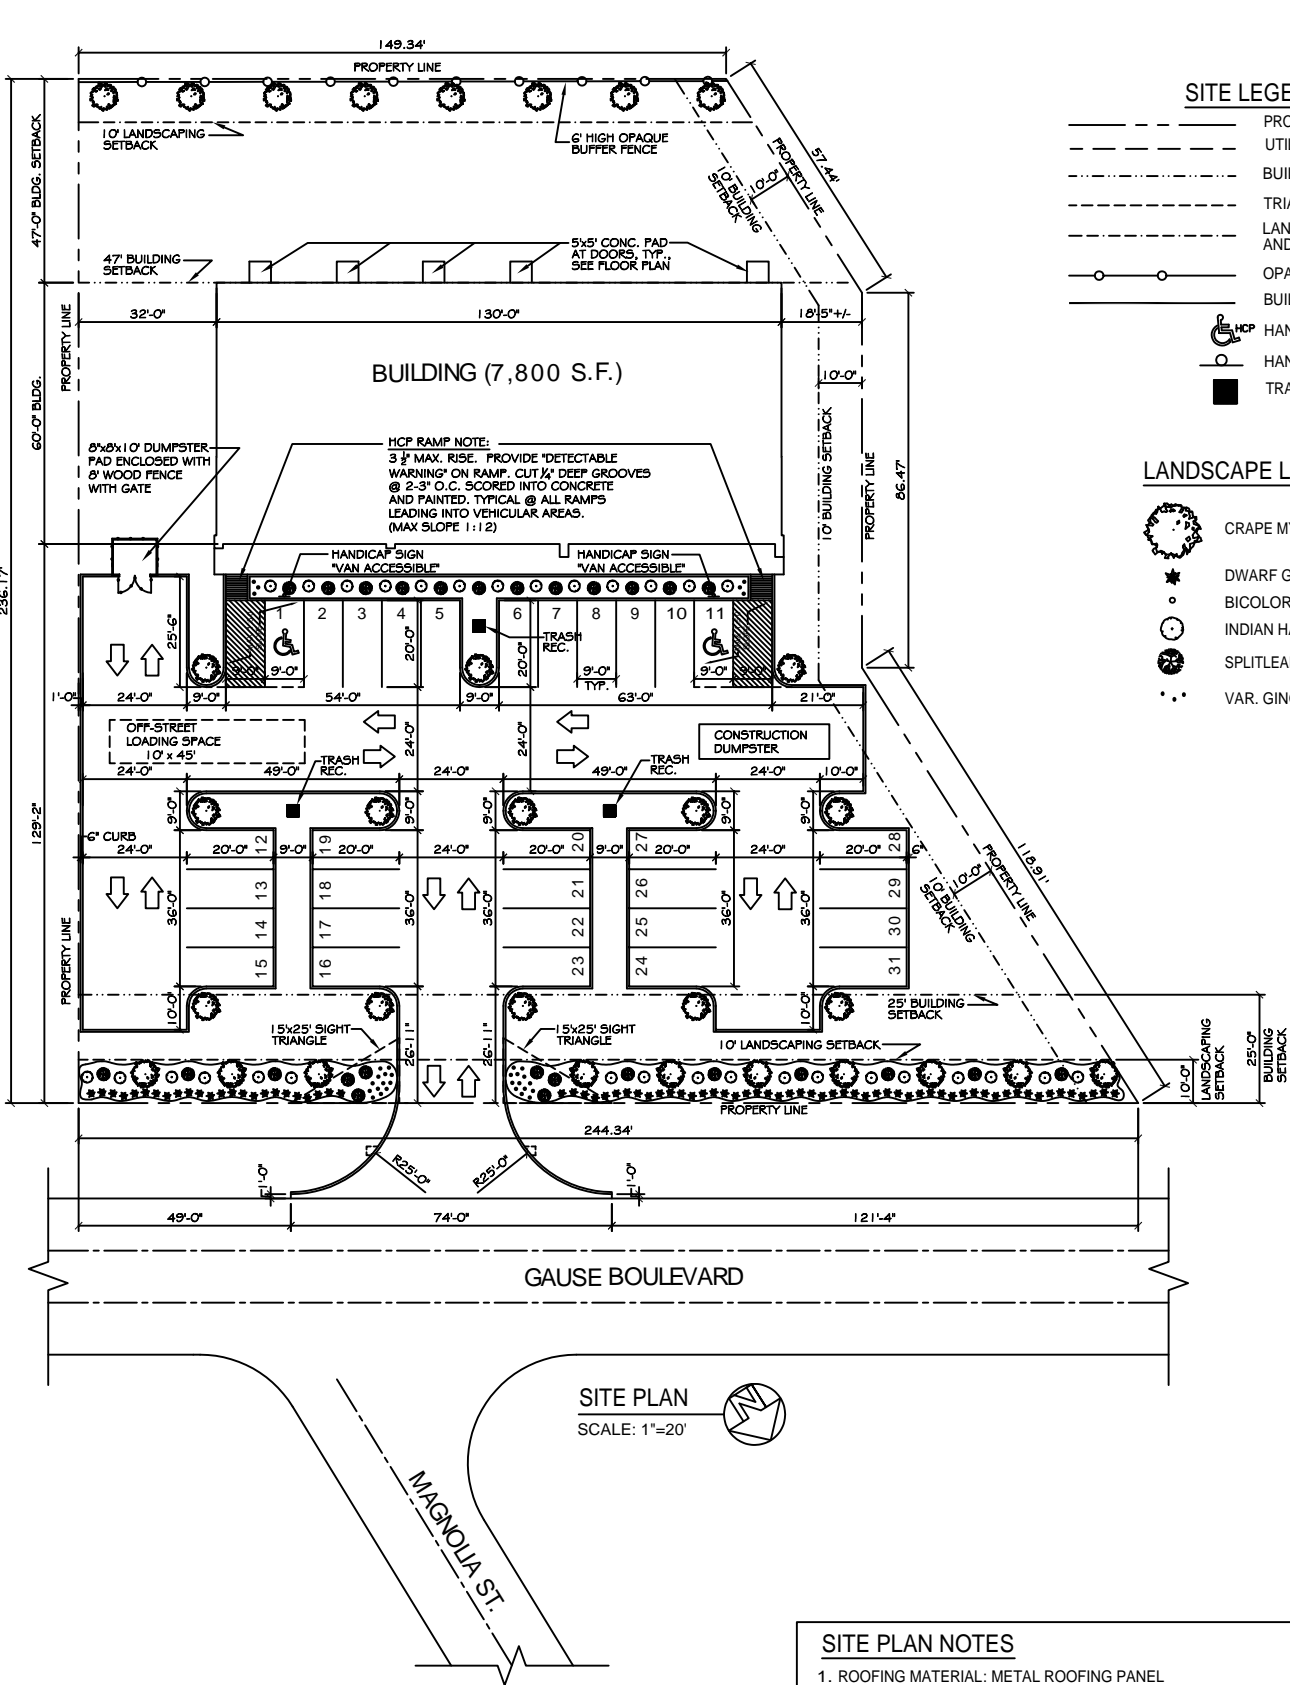 149.34'
PROPERTY LINE
10' LANDSCAPING
SETBACK
6' HIGH OPAQUE
BUFFER FENCE
47'-0" BLDG. SETBACK
57.44'
PROPERTY LINE
10'-0"
10' BUILDING
SETBACK
47' BUILDING
SETBACK
5x5' CONC. PAD
AT DOORS, TYP.,
SEE FLOOR PLAN
32'-0"
130'-0"
18'-5"+/-
PROPERTY LINE
BUILDING (7,800 S.F.)
10'-0"
60'-0" BLDG.
8'x8'x10' DUMPSTER
PAD ENCLOSED WITH
8' WOOD FENCE
WITH GATE
HCP RAMP NOTE:
3 ½" MAX. RISE. PROVIDE "DETECTABLE
WARNING" ON RAMP. CUT ¼" DEEP GROOVES
@ 2-3" O.C. SCORED INTO CONCRETE
AND PAINTED. TYPICAL @ ALL RAMPS
LEADING INTO VEHICULAR AREAS.
(MAX SLOPE 1:12)
10' BUILDING SETBACK
PROPERTY LINE
86.47'
HANDICAP SIGN
"VAN ACCESSIBLE"
HANDICAP SIGN
"VAN ACCESSIBLE"
236.17'
1 2 3 4 5 6 7 8 9 10 11
25'-6"
20'-0"
20'-0"
TRASH
REC.
9'-0" 9'-0" 9'-0" 9'-0" 9'-0"
TYP.
1'-0" 24'-0" 9'-0" 54'-0" 9'-0" 63'-0" 21'-0"
OFF-STREET
LOADING SPACE
10' x 45'
24'-0"
24'-0"
CONSTRUCTION
DUMPSTER
TRASH
REC.
TRASH
REC.
24'-0" 49'-0" 24'-0" 49'-0" 24'-0" 10'-0"
9'-0" 9'-0" 9'-0" 9'-0" 9'-0"
129'-2"
6" CURB
12 19 20 27 28
24'-0" 20'-0" 9'-0" 20'-0" 24'-0" 20'-0" 9'-0" 20'-0" 24'-0" 20'-0" 6"
13 18 21 26 29
36'-0" 36'-0" 36'-0" 36'-0" 36'-0"
14 17 22 25 30
15 16 23 24 31
PROPERTY LINE
118.91'
PROPERTY LINE
10'-0"
10' BUILDING
SETBACK
10'-0"
10'-0"
25' BUILDING
SETBACK
15'x25' SIGHT
TRIANGLE
15'x25' SIGHT
TRIANGLE
26'-11"
26'-11"
10' LANDSCAPING SETBACK
10'-0"
LANDSCAPING
SETBACK
25'-0"
BUILDING
SETBACK
PROPERTY LINE
244.34'
R25'-0"
R25'-0"
1'-0"
1'-0"
49'-0" 74'-0" 121'-4"
GAUSE BOULEVARD
SITE PLAN
SCALE: 1"=20'
N
MAGNOLIA ST.
SITE LEGE
PRO
UTI
BUI
TRIA
LAN
AND
OPA
BUI
HCP HAN
HAN
TRA
LANDSCAPE L
CRAPE M
DWARF G
BICOLOR
INDIAN HA
SPLITLEA
VAR. GIN
SITE PLAN NOTES
1. ROOFING MATERIAL: METAL ROOFING PANEL